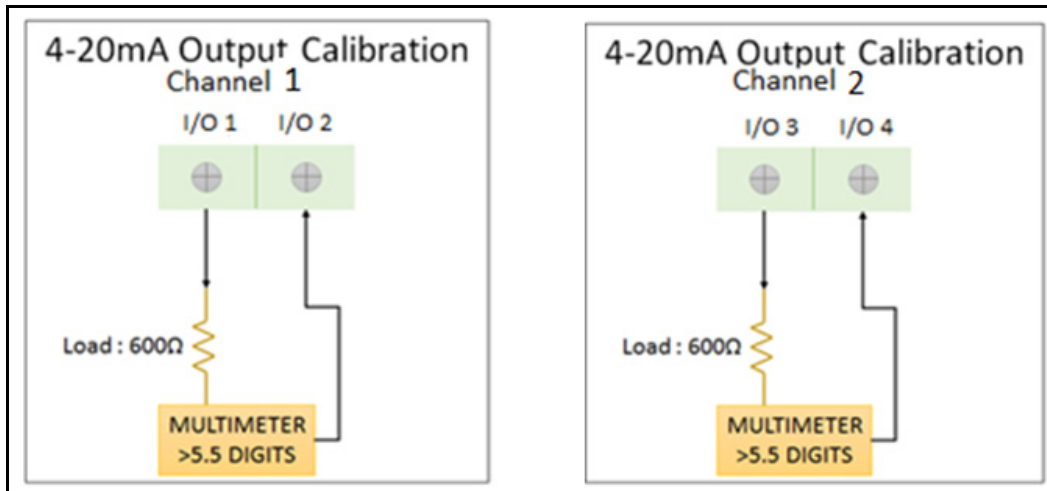 4-20mA Output Calibration
Channel 1
I/O 1 I/O 2
Load : 600Ω
MULTIMETER
>5.5 DIGITS
4-20mA Output Calibration
Channel 2
I/O 3 I/O 4
Load : 600Ω
MULTIMETER
>5.5 DIGITS